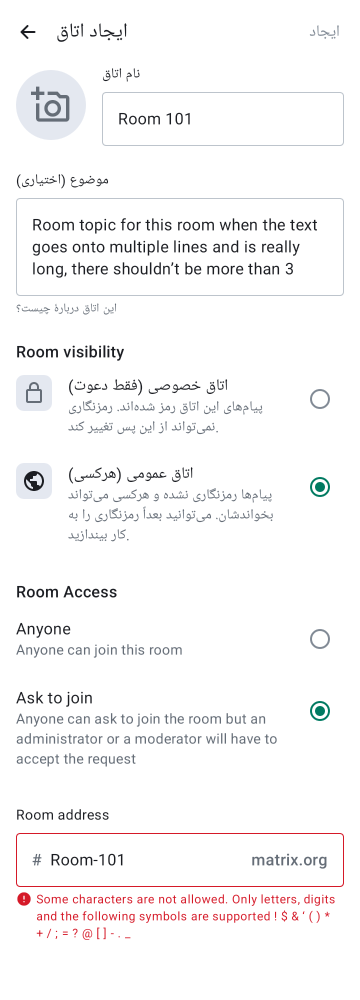 ایجاد اتاق
ایجاد
نام اتاق
Room 101
موضوع (اختیاری)
Room topic for this room when the text
goes onto multiple lines and is really
long, there shouldn’t be more than 3
این اتاق دربارهٔ چیست؟
Room visibility
اتاق خصوصی (فقط دعوت)
پیام‌های این اتاق رمز شده‌اند. رمزنگاری
نمی‌تواند از این پس تغییر کند.
اتاق عمومی (هرکسی)
پیام‌ها رمزنگاری نشده و هرکسی می‌تواند
بخواندشان. می‌توانید بعداً رمزنگاری را به
کار بیندازید.
Room Access
Anyone
Anyone can join this room
Ask to join
Anyone can ask to join the room but an
administrator or a moderator will have to
accept the request
Room address
# Room-101 matrix.org
Some characters are not allowed. Only letters, digits
and the following symbols are supported ! $ & ‘ ( ) *
+ / ; = ? @ [ ] - . _